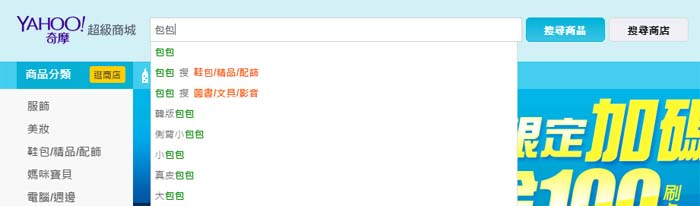 YAHOO!
奇摩 超級商城
包包
搜尋商品 搜尋商店
商品分類 逛商店
服飾
美妝
鞋包/精品/配飾
媽咪寶貝
電腦/週邊
包包
包包 搜 鞋包/精品/配飾
包包 搜 圖書/文具/影音
韓版包包
側背小包包
小包包
真皮包包
大包包
限定加碼
100 刷